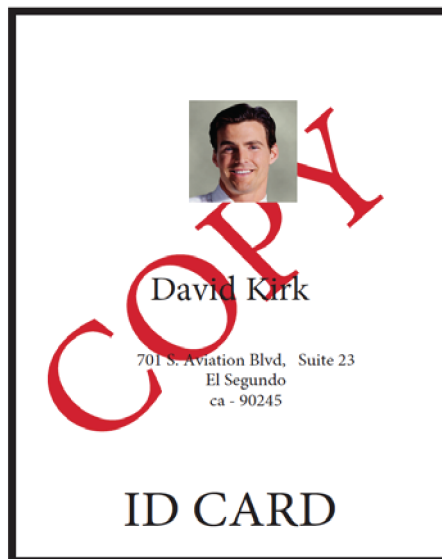 COPY
David Kirk
701 S. Aviation Blvd, Suite 23
El Segundo
ca - 90245
ID CARD